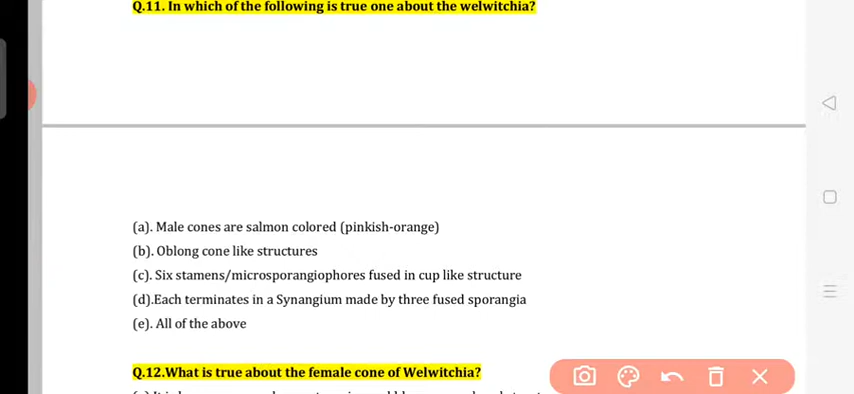 Q.11. In which of the following is true one about the welwitchia?
(a). Male cones are salmon colored (pinkish-orange)
(b). Oblong cone like structures
(c). Six stamens/microsporangiophores fused in cup like structure
(d).Each terminates in a Synangium made by three fused sporangia
(e). All of the above
Q.12.What is true about the female cone of Welwitchia?